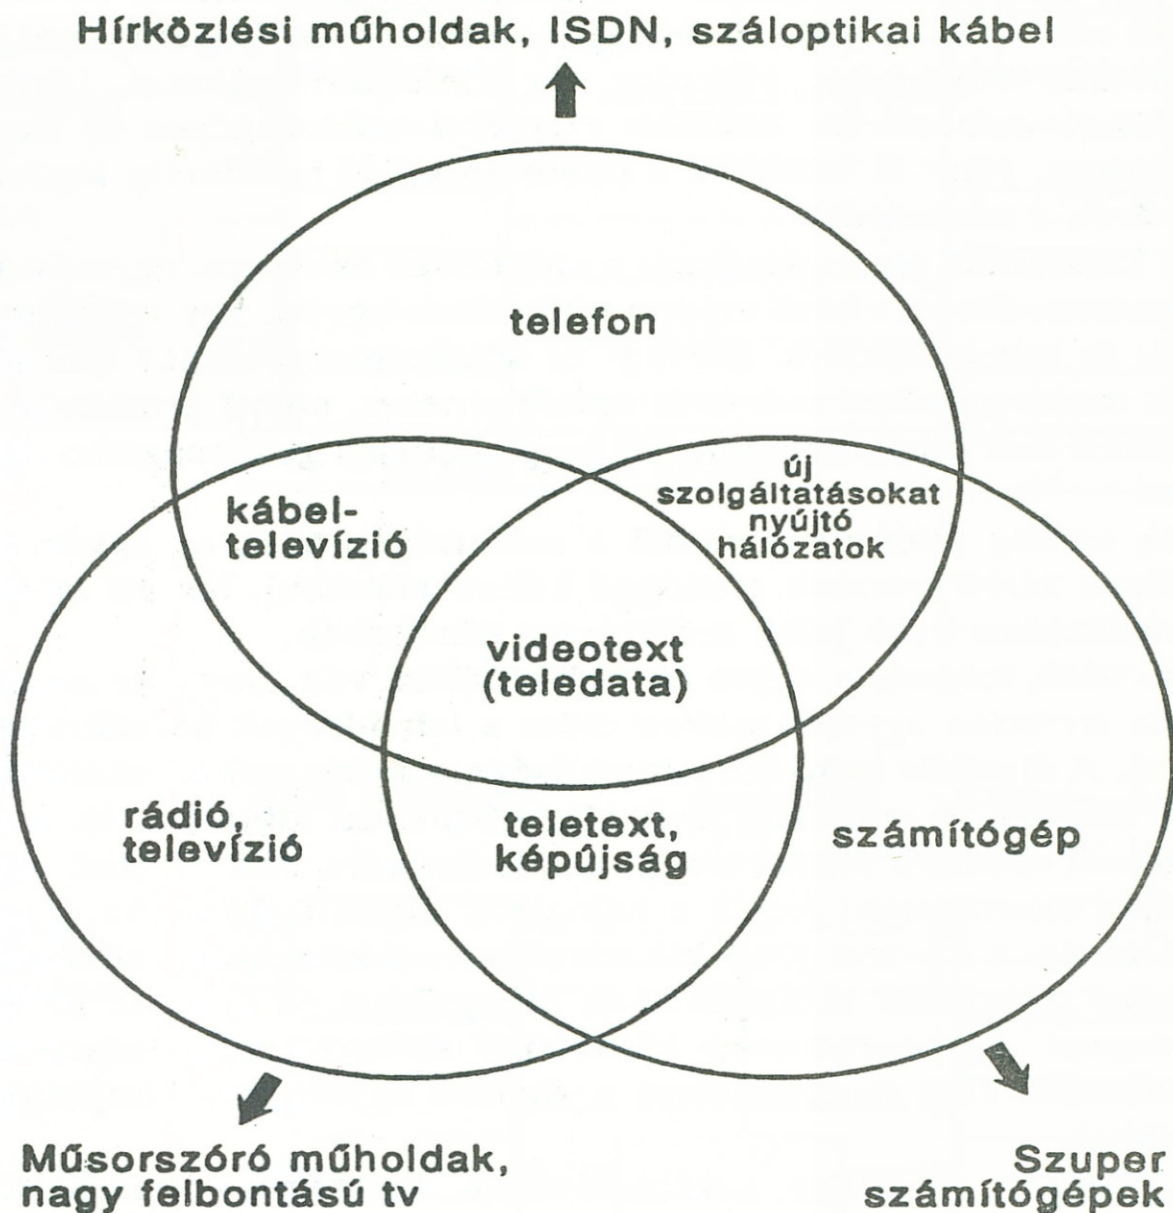 Hírközlési műholdak, ISDN, száloptikai kábel
telefon
kábel-
televízió
új
szolgáltatásokat
nyújtó
hálózatok
videotext
(teledata)
rádió,
televízió
teletext,
képújság
számítógép
Műsorszóró műholdak,
nagy felbontású tv
Szuper
számítógépek